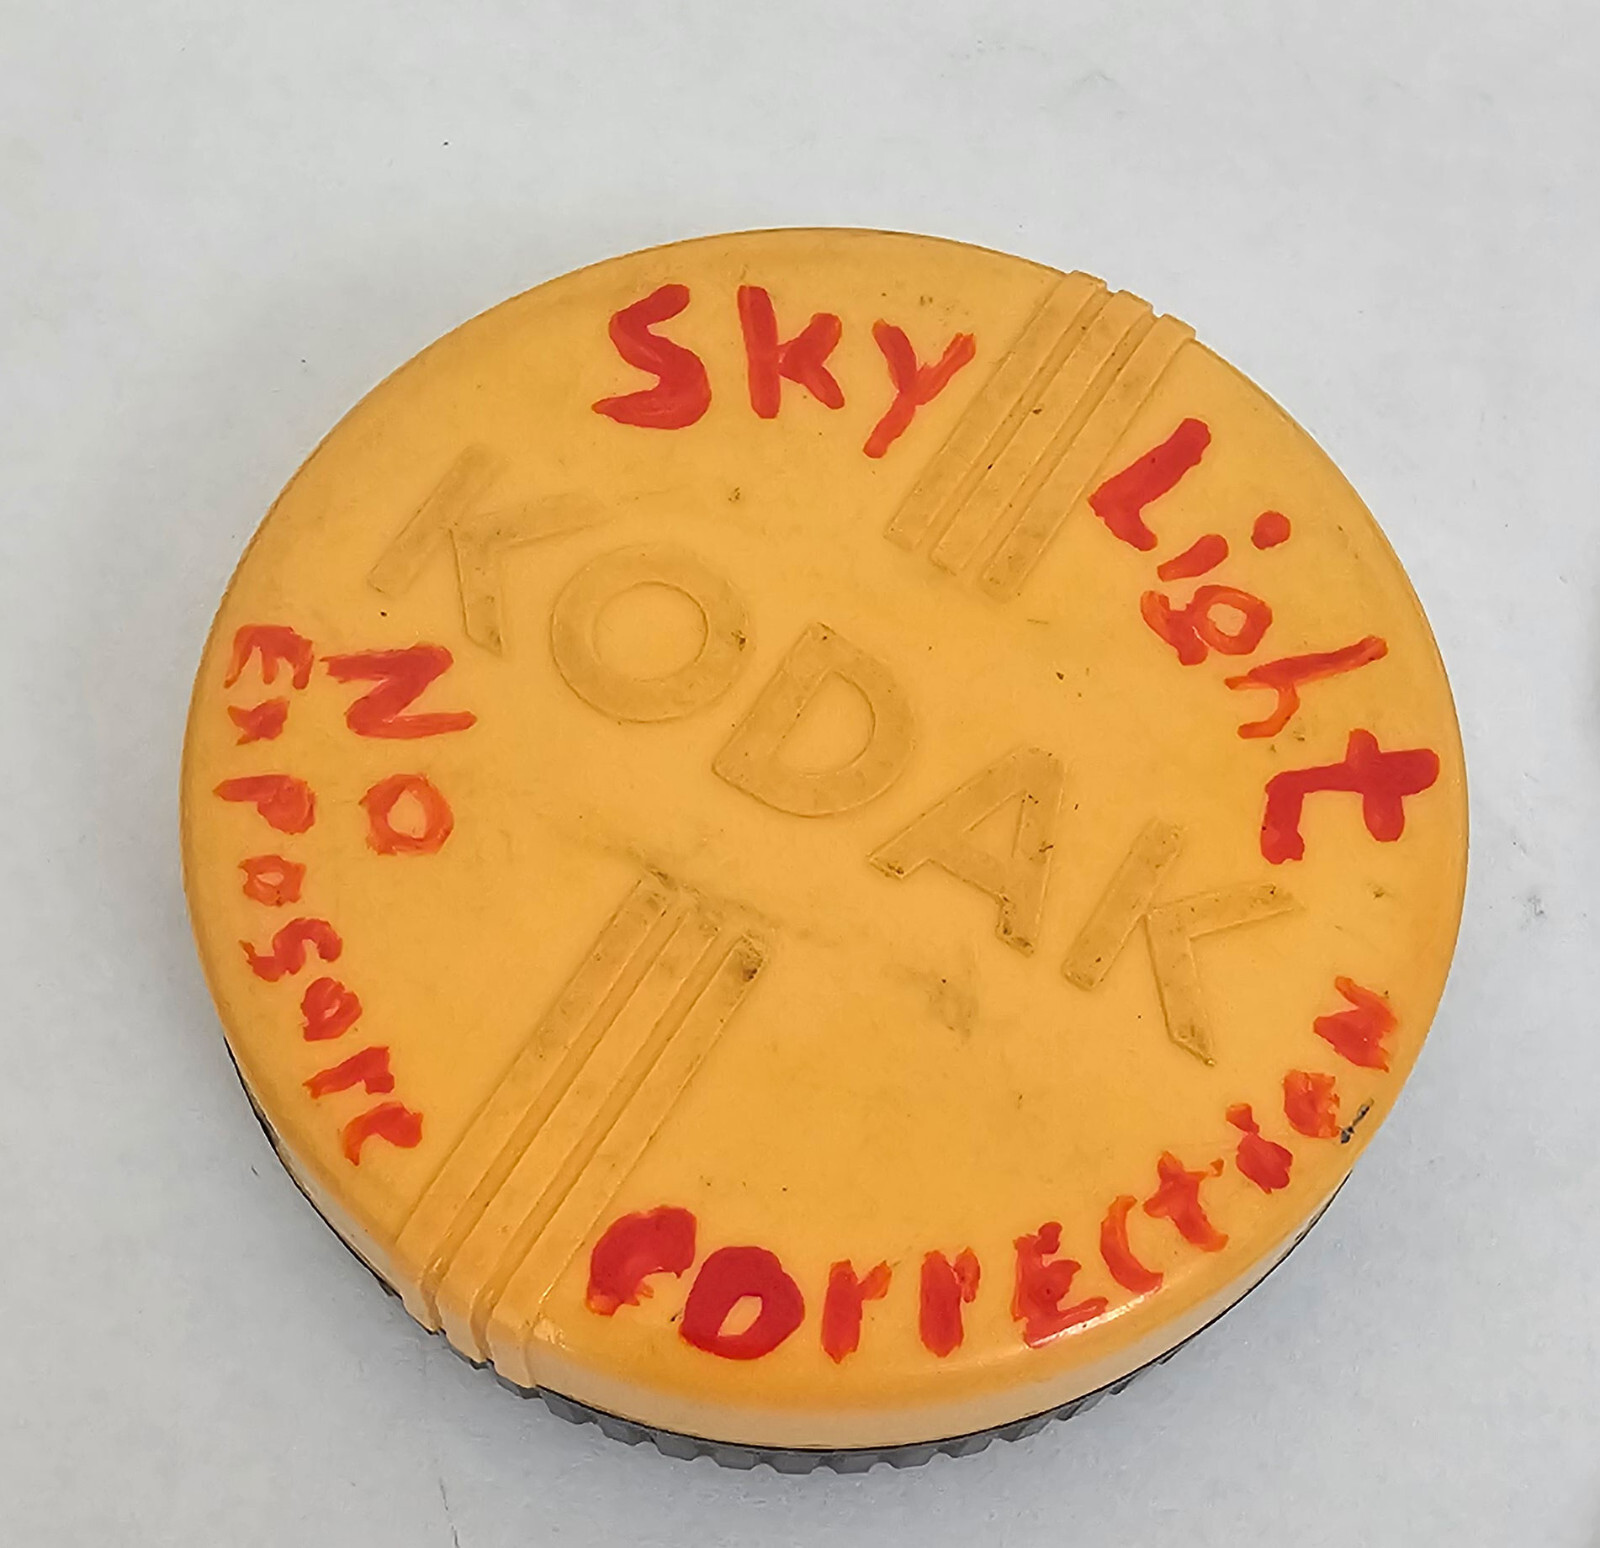 Sky Light
KODAK
NO
Exposare
CorrEction